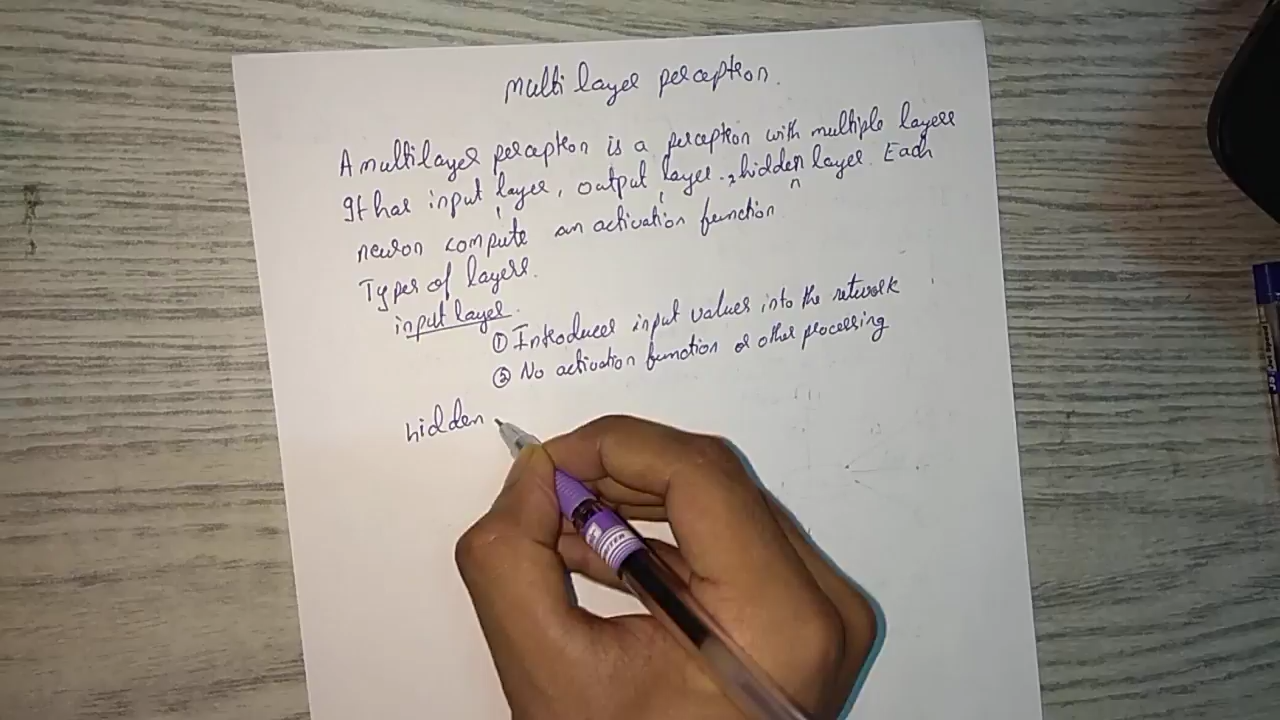 Multi layer perception.
A multilayer perception is a perception with multiple layers
It has input layer, output layer, hidden layer. Each
neuron compute an activation function
Types of layers.
input layer.
① Introduces input values into the network
② No activation function or other processing
hidden